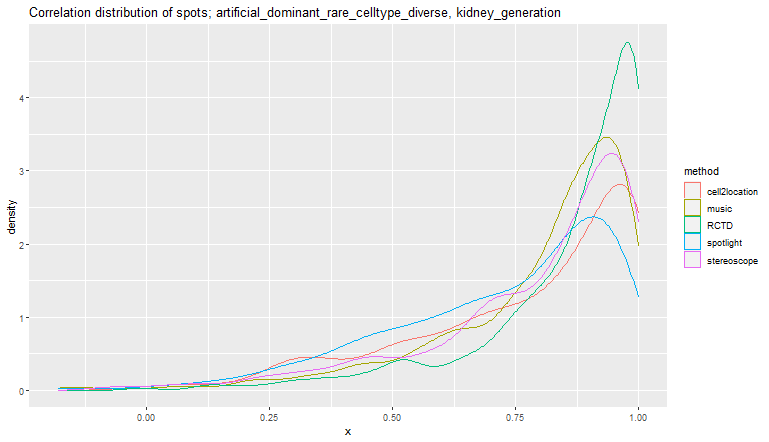 Correlation distribution of spots; artificial_dominant_rare_celltype_diverse, kidney_generation
density
4
3
2
1
0
0.00 0.25 0.50 0.75 1.00
x
method
cell2location
music
RCTD
spotlight
stereoscope